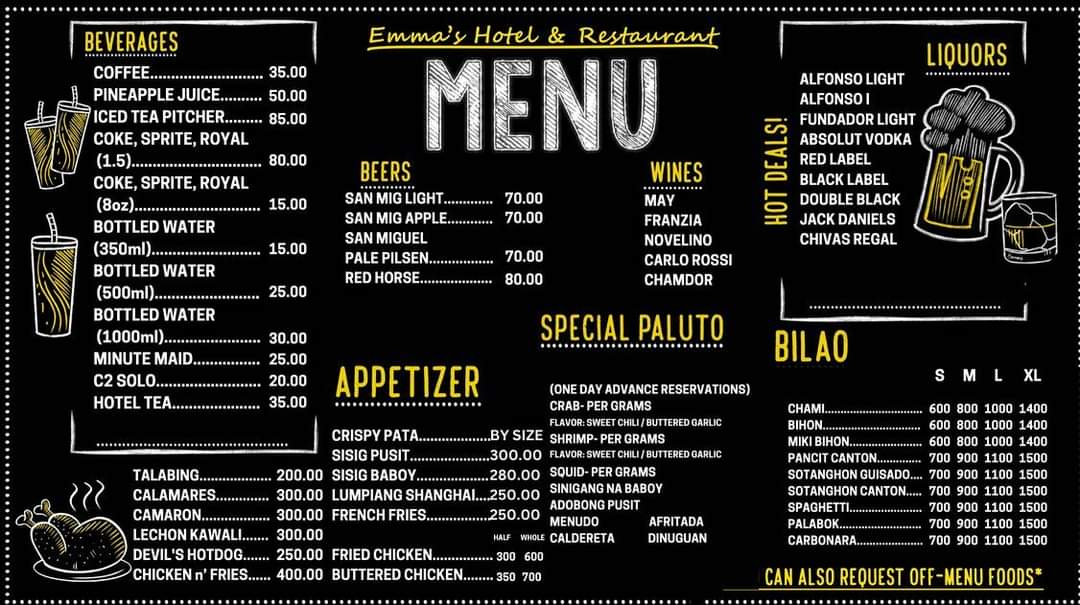 Emma's Hotel & Restaurant
MENU
BEVERAGES
COFFEE............................ 35.00
PINEAPPLE JUICE.......... 50.00
ICED TEA PITCHER......... 85.00
COKE, SPRITE, ROYAL
(1.5)................................ 80.00
COKE, SPRITE, ROYAL
(8oz)............................... 15.00
BOTTLED WATER
(350ml)........................... 15.00
BOTTLED WATER
(500ml).......................... 25.00
BOTTLED WATER
(1000ml)........................ 30.00
MINUTE MAID................ 25.00
C2 SOLO......................... 20.00
HOTEL TEA..................... 35.00
BEERS
SAN MIG LIGHT............. 70.00
SAN MIG APPLE............ 70.00
SAN MIGUEL
PALE PILSEN.................. 70.00
RED HORSE................... 80.00
WINES
MAY
FRANZIA
NOVELINO
CARLO ROSSI
CHAMDOR
LIQUORS
HOT DEALS!
ALFONSO LIGHT
ALFONSO I
FUNDADOR LIGHT
ABSOLUT VODKA
RED LABEL
BLACK LABEL
DOUBLE BLACK
JACK DANIELS
CHIVAS REGAL
TALABING.................. 200.00
CALAMARES.............. 300.00
CAMARON................. 300.00
LECHON KAWALI....... 300.00
DEVIL'S HOTDOG....... 250.00
CHICKEN n' FRIES...... 400.00
APPETIZER
CRISPY PATA..................BY SIZE
SISIG PUSIT....................300.00
SISIG BABOY..................280.00
LUMPIANG SHANGHAI....250.00
FRENCH FRIES................250.00
HALF WHOLE
FRIED CHICKEN.................. 300 600
BUTTERED CHICKEN......... 350 700
SPECIAL PALUTO
(ONE DAY ADVANCE RESERVATIONS)
CRAB- PER GRAMS
FLAVOR: SWEET CHILI / BUTTERED GARLIC
SHRIMP- PER GRAMS
FLAVOR: SWEET CHILI / BUTTERED GARLIC
SQUID- PER GRAMS
SINIGANG NA BABOY
ADOBONG PUSIT
MENUDO AFRITADA
CALDERETA DINUGUAN
BILAO
S M L XL
CHAMI............................ 600 800 1000 1400
BIHON............................ 600 800 1000 1400
MIKI BIHON.................... 600 800 1000 1400
PANCIT CANTON............. 700 900 1100 1500
SOTANGHON GUISADO.... 700 900 1100 1500
SOTANGHON CANTON..... 700 900 1100 1500
SPAGHETTI..................... 700 900 1100 1500
PALABOK........................ 700 900 1100 1500
CARBONARA................... 700 900 1100 1500
CAN ALSO REQUEST OFF-MENU FOODS*